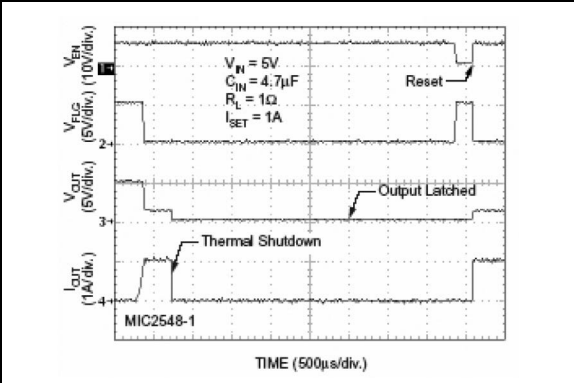 V_EN
(10V/div.)
1
V_IN = 5V
C_IN = 4.7µF
R_L = 1Ω
I_SET = 1A
Reset
V_FLG
(5V/div.)
2
V_OUT
(5V/div.)
Output Latched
3
Thermal Shutdown
I_OUT
(1A/div.)
4
MIC2548-1
TIME (500µs/div.)